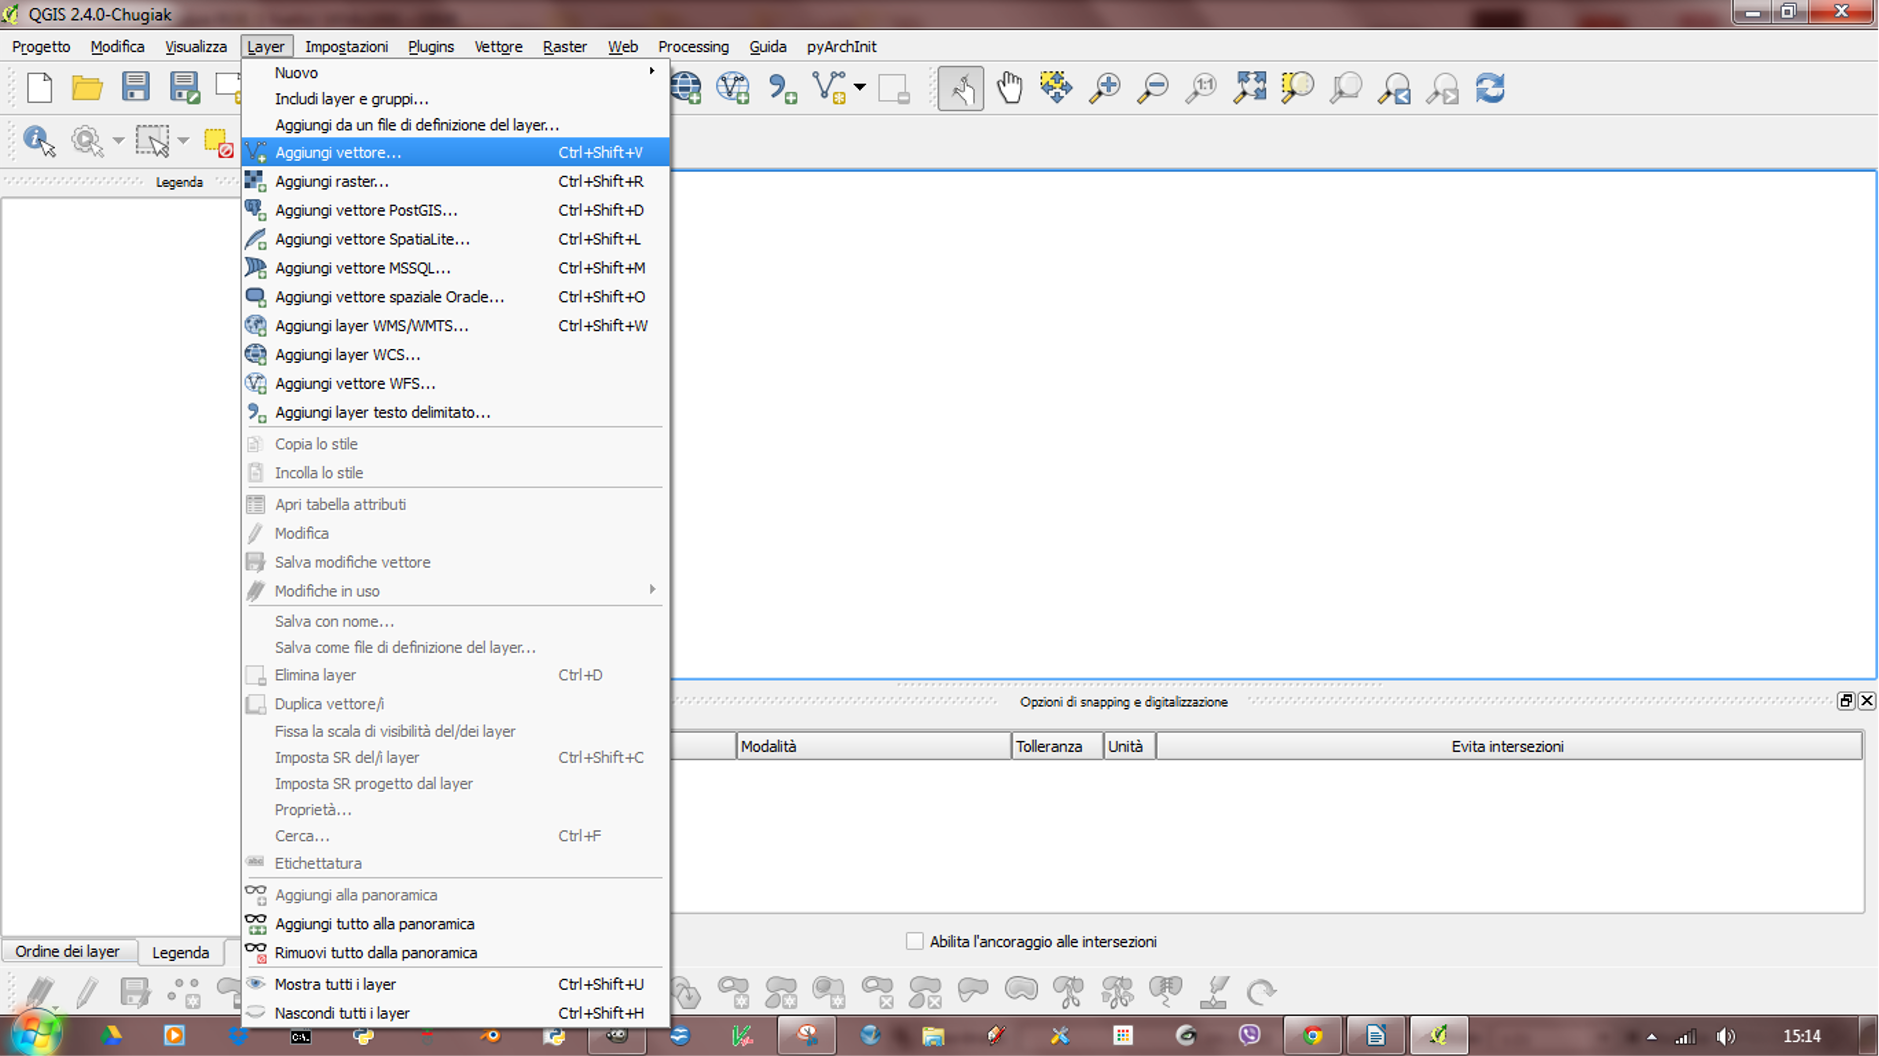 QGIS 2.4.0-Chugiak
Progetto Modifica Visualizza Layer Impostazioni Plugins Vettore Raster Web Processing Guida pyArchInit
Nuovo
Includi layer e gruppi...
Aggiungi da un file di definizione del layer...
Aggiungi vettore... Ctrl+Shift+V
Aggiungi raster... Ctrl+Shift+R
Aggiungi vettore PostGIS... Ctrl+Shift+D
Aggiungi vettore SpatiaLite... Ctrl+Shift+L
Aggiungi vettore MSSQL... Ctrl+Shift+M
Aggiungi vettore spaziale Oracle... Ctrl+Shift+O
Aggiungi layer WMS/WMTS... Ctrl+Shift+W
Aggiungi layer WCS...
Aggiungi vettore WFS...
Aggiungi layer testo delimitato...
Copia lo stile
Incolla lo stile
Apri tabella attributi
Modifica
Salva modifiche vettore
Modifiche in uso
Salva con nome...
Salva come file di definizione del layer...
Elimina layer Ctrl+D
Duplica vettore/i
Fissa la scala di visibilità del/dei layer
Imposta SR del/i layer Ctrl+Shift+C
Imposta SR progetto dal layer
Proprietà...
Cerca... Ctrl+F
abc Etichettatura
Aggiungi alla panoramica
Aggiungi tutto alla panoramica
Rimuovi tutto dalla panoramica
Mostra tutti i layer Ctrl+Shift+U
Nascondi tutti i layer Ctrl+Shift+H
1:1
Legenda
Opzioni di snapping e digitalizzazione
Modalità Tolleranza Unità Evita intersezioni
Abilita l'ancoraggio alle intersezioni
Ordine dei layer Legenda
C:\
15:14